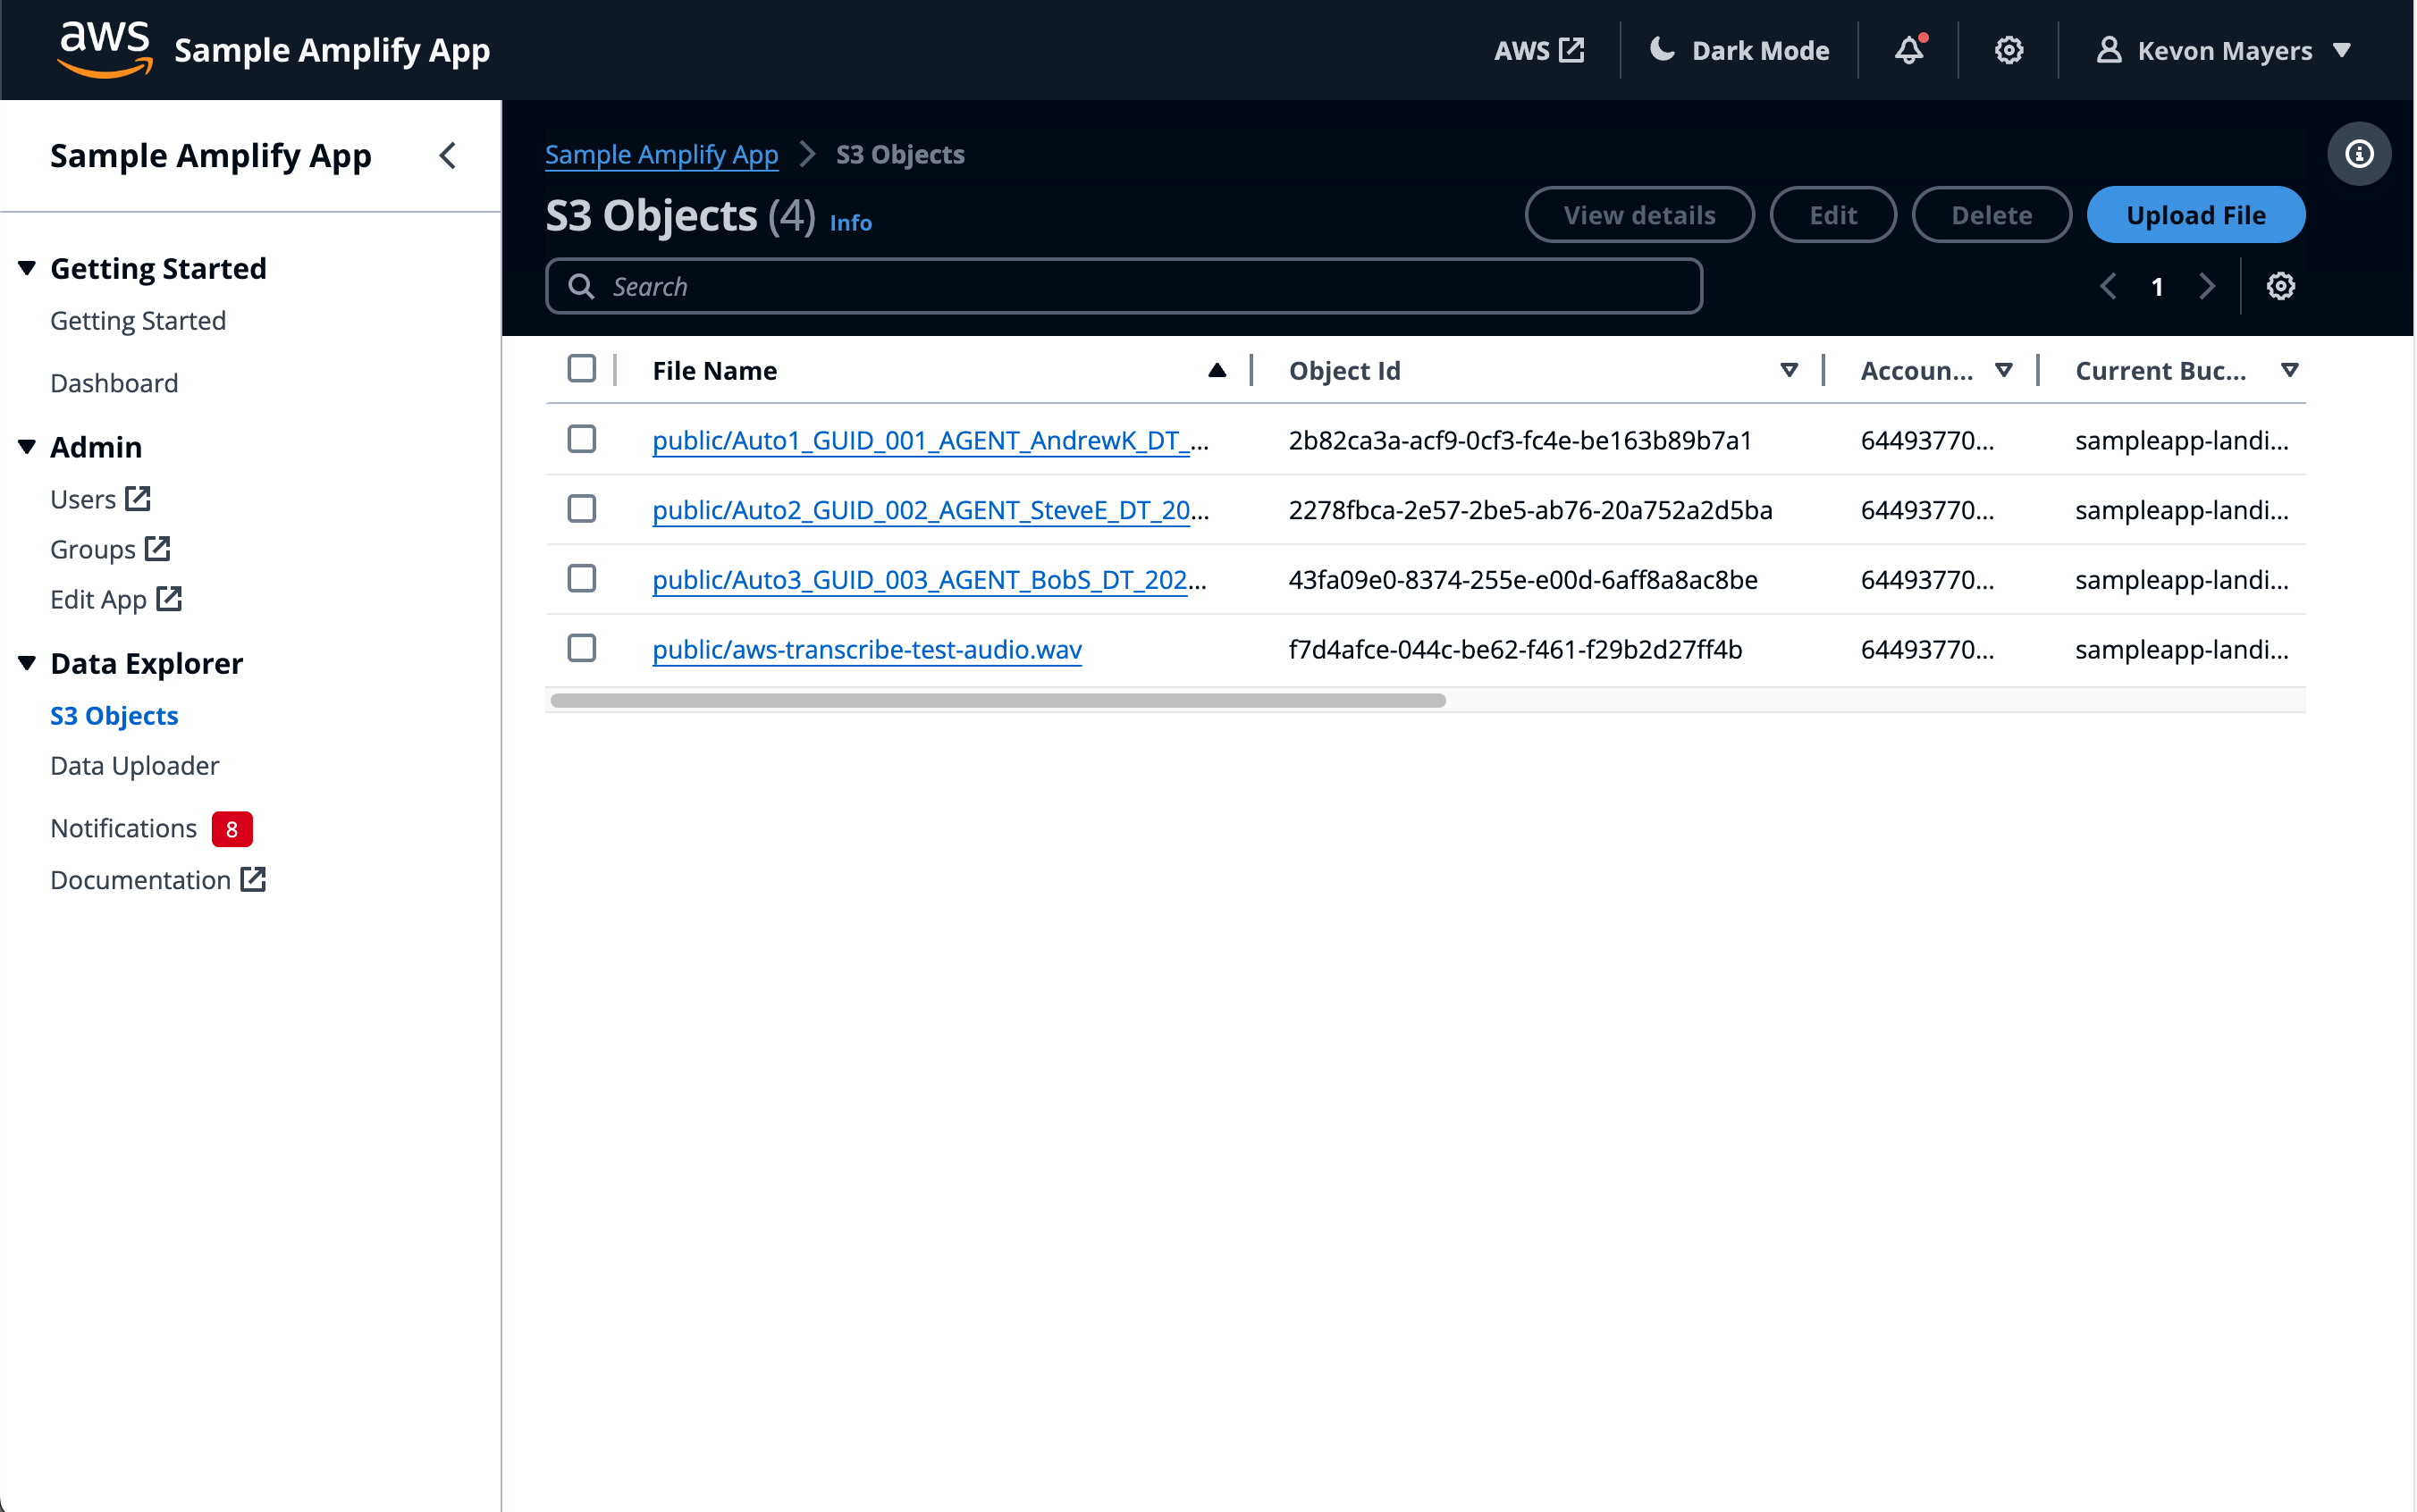 aws Sample Amplify App
AWS
Dark Mode
Kevon Mayers
Sample Amplify App
Getting Started
Getting Started
Dashboard
Admin
Users
Groups
Edit App
Data Explorer
S3 Objects
Data Uploader
Notifications 8
Documentation
Sample Amplify App > S3 Objects
S3 Objects (4) Info
View details
Edit
Delete
Upload File
Search
1
File Name Object Id Accoun... Current Buc...
public/Auto1_GUID_001_AGENT_AndrewK_DT_... 2b82ca3a-acf9-0cf3-fc4e-be163b89b7a1 64493770... sampleapp-landi...
public/Auto2_GUID_002_AGENT_SteveE_DT_20... 2278fbca-2e57-2be5-ab76-20a752a2d5ba 64493770... sampleapp-landi...
public/Auto3_GUID_003_AGENT_BobS_DT_202... 43fa09e0-8374-255e-e00d-6aff8a8ac8be 64493770... sampleapp-landi...
public/aws-transcribe-test-audio.wav f7d4afce-044c-be62-f461-f29b2d27ff4b 64493770... sampleapp-landi...